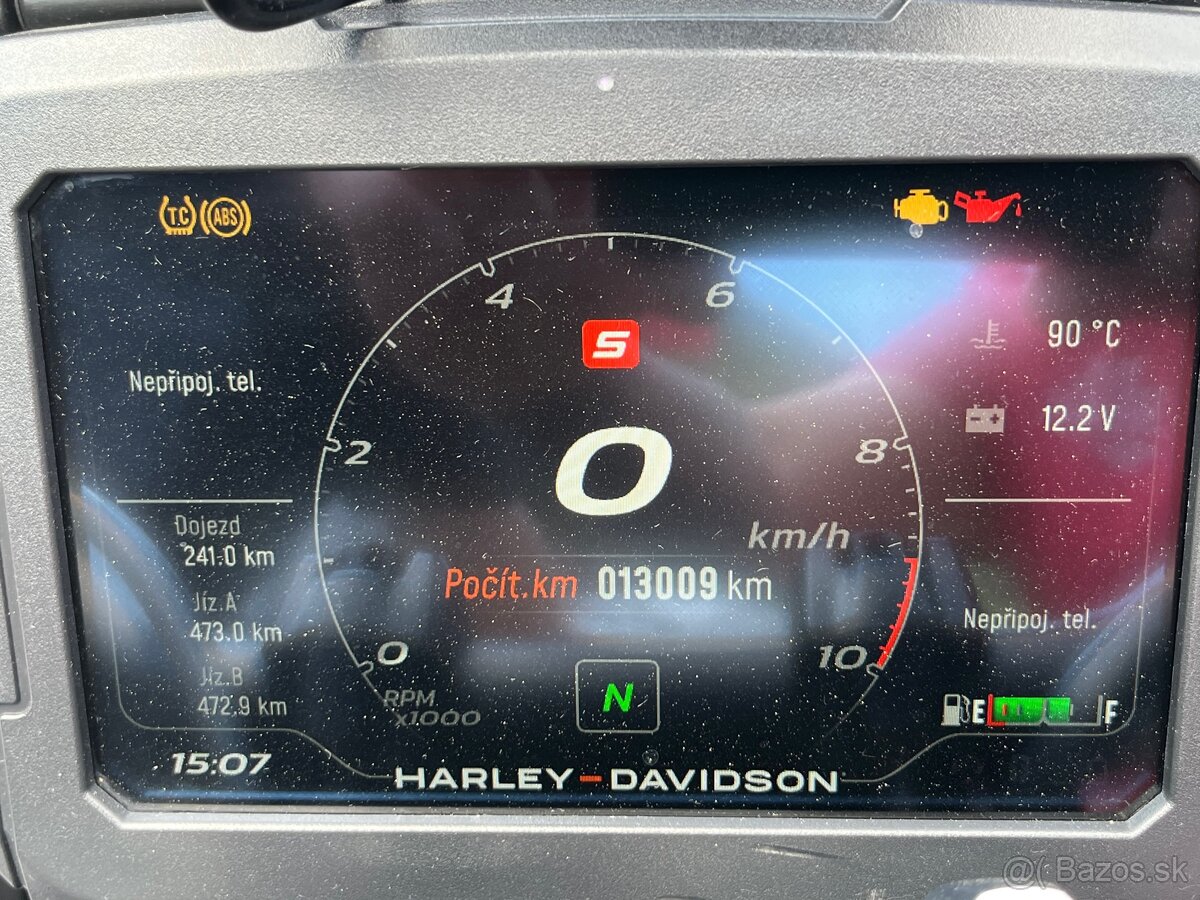 TC ABS
4 6
S
90 °C
Nepřipoj. tel.
12.2 V
2 0 8
km/h
Dojezd
241.0 km
Počít.km 013009 km
Jíz.A
473.0 km
Nepřipoj. tel.
0 10
Jíz.B
472.9 km
RPM
x1000
N
E F
15:07
HARLEY-DAVIDSON
@( Bazos.sk